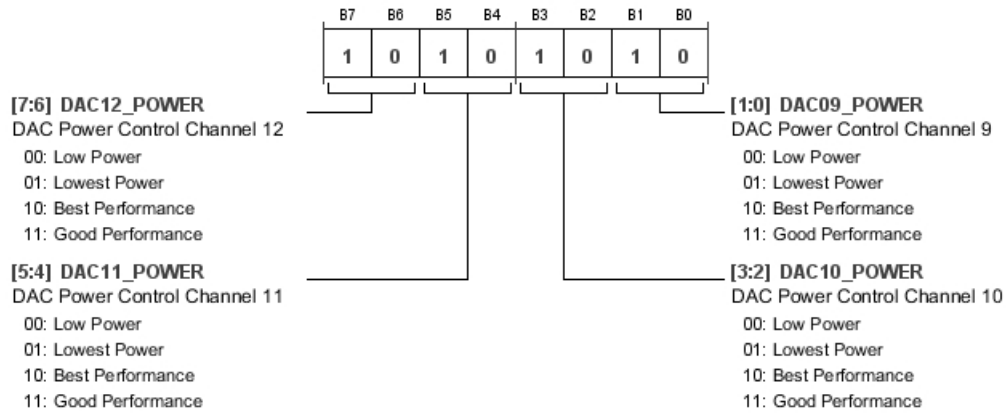 B7 B6 B5 B4 B3 B2 B1 B0
1 0 1 0 1 0 1 0
[7:6] DAC12_POWER
DAC Power Control Channel 12
00: Low Power
01: Lowest Power
10: Best Performance
11: Good Performance
[5:4] DAC11_POWER
DAC Power Control Channel 11
00: Low Power
01: Lowest Power
10: Best Performance
11: Good Performance
[1:0] DAC09_POWER
DAC Power Control Channel 9
00: Low Power
01: Lowest Power
10: Best Performance
11: Good Performance
[3:2] DAC10_POWER
DAC Power Control Channel 10
00: Low Power
01: Lowest Power
10: Best Performance
11: Good Performance